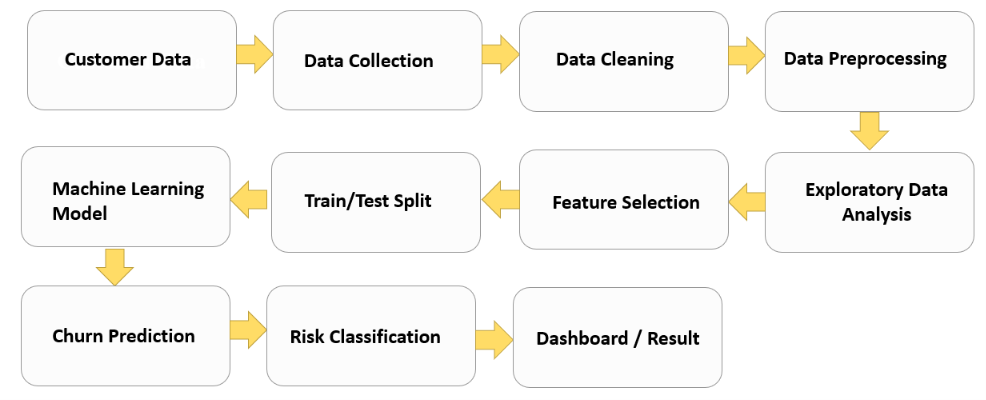 Customer Data
Data Collection
Data Cleaning
Data Preprocessing
Exploratory Data
Analysis
Feature Selection
Train/Test Split
Machine Learning
Model
Churn Prediction
Risk Classification
Dashboard / Result